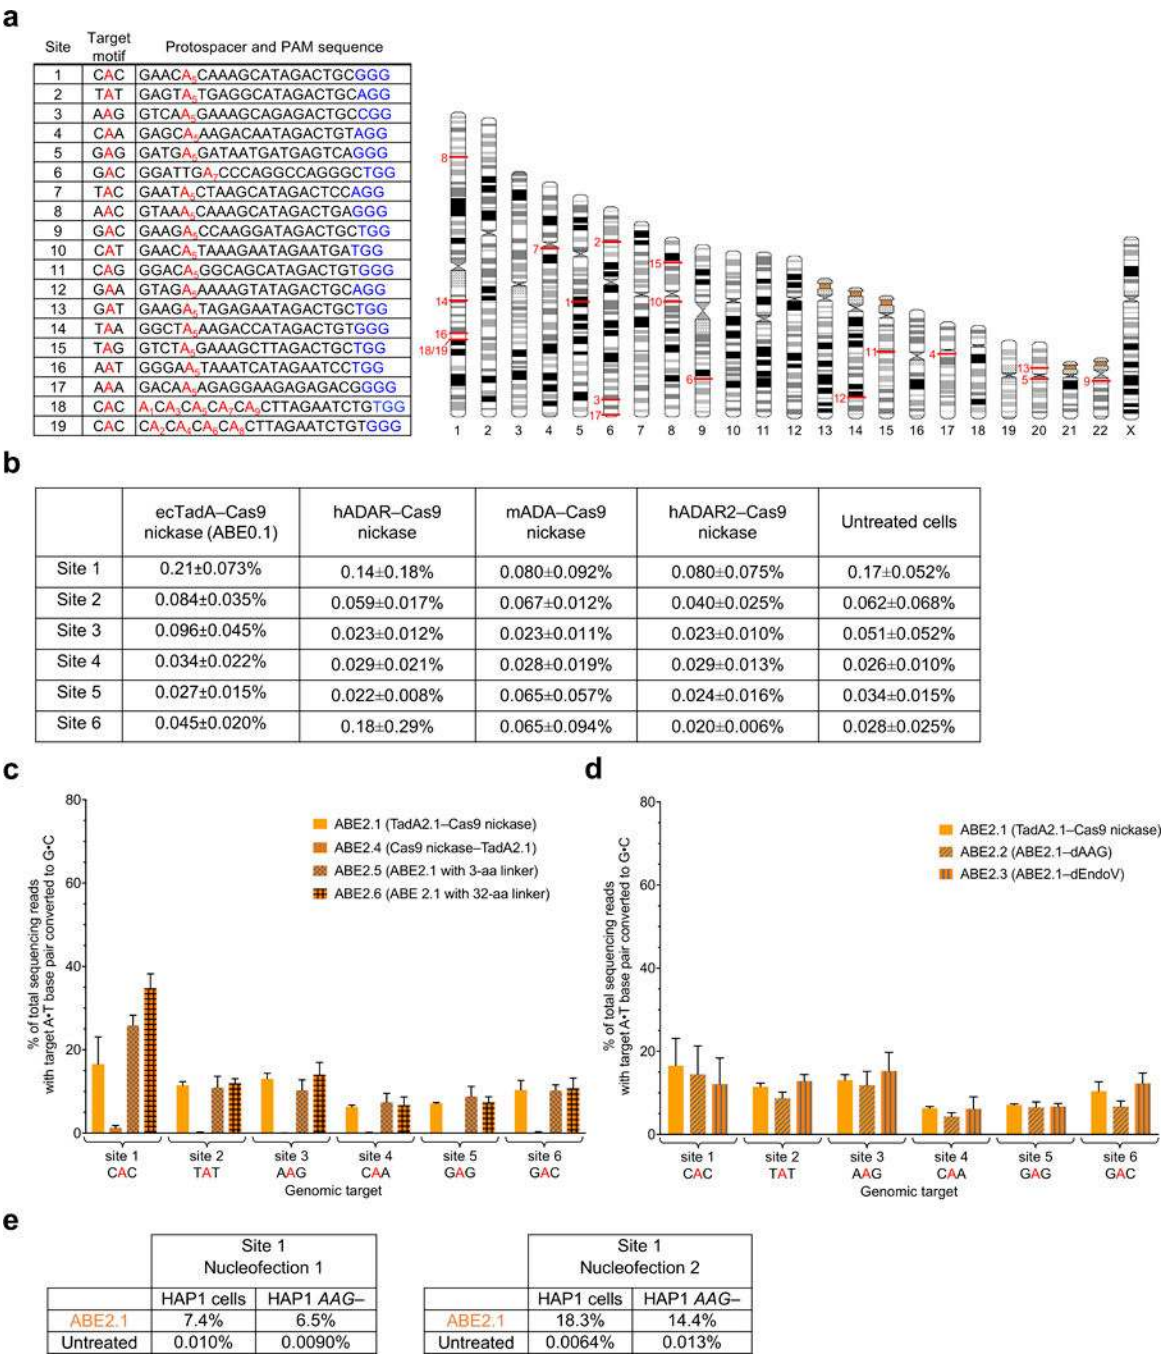 a
Site Target motif Protospacer and PAM sequence
1 CAC GAACA5CAAAGCATAGACTGCGGG
2 TAT GAGTA5TGAGGCATAGACTGCAGG
3 AAG GTCAA5GAAAGCAGAGACTGCCGG
4 CAA GAGCA5AAGACAATAGACTGTAGG
5 GAG GATGA5GATAATGATGAGTCAGGG
6 GAC GGATTGA7CCCAGGCCAGGGCTGG
7 TAC GAATA5CTAAGCATAGACTCCAGG
8 AAC GTAAA5CAAAGCATAGACTGAGGG
9 GAC GAAGA5CCAAGGATAGACTGCTGG
10 CAT GAACA5TAAAGAATAGAATGATGG
11 CAG GGACA5GGCAGCATAGACTGTGGG
12 GAA GTAGA5AAAAGTATAGACTGCAGG
13 GAT GAAGA5TAGAGAATAGACTGCTGG
14 TAA GGCTA5AAGACCATAGACTGTGGG
15 TAG GTCTA5GAAAGCTTAGACTGCTGG
16 AAT GGGAA5TAAATCATAGAATCCTGG
17 AAA GACAA5AGAGGAAGAGAGACGGGG
18 CAC A1CA3CA5CA7CA9CTTAGAATCTGTGG
19 CAC CA2CA4CA6CA8CTTAGAATCTGTGGG
8 14 16 18/19 7 1 2 3 17 15 10 6 12 11 4 13 5 9
1 2 3 4 5 6 7 8 9 10 11 12 13 14 15 16 17 18 19 20 21 22 X
b
ecTadA–Cas9 nickase (ABE0.1) hADAR–Cas9 nickase mADA–Cas9 nickase hADAR2–Cas9 nickase Untreated cells
Site 1 0.21±0.073% 0.14±0.18% 0.080±0.092% 0.080±0.075% 0.17±0.052%
Site 2 0.084±0.035% 0.059±0.017% 0.067±0.012% 0.040±0.025% 0.062±0.068%
Site 3 0.096±0.045% 0.023±0.012% 0.023±0.011% 0.023±0.010% 0.051±0.052%
Site 4 0.034±0.022% 0.029±0.021% 0.028±0.019% 0.029±0.013% 0.026±0.010%
Site 5 0.027±0.015% 0.022±0.008% 0.065±0.057% 0.024±0.016% 0.034±0.015%
Site 6 0.045±0.020% 0.18±0.29% 0.065±0.094% 0.020±0.006% 0.028±0.025%
c
% of total sequencing reads
with target A•T base pair converted to G•C
80
60
40
20
0
ABE2.1 (TadA2.1–Cas9 nickase)
ABE2.4 (Cas9 nickase–TadA2.1)
ABE2.5 (ABE2.1 with 3-aa linker)
ABE2.6 (ABE 2.1 with 32-aa linker)
site 1 site 2 site 3 site 4 site 5 site 6
CAC TAT AAG CAA GAG GAC
Genomic target
d
% of total sequencing reads
with target A•T base pair converted to G•C
80
60
40
20
0
ABE2.1 (TadA2.1–Cas9 nickase)
ABE2.2 (ABE2.1–dAAG)
ABE2.3 (ABE2.1–dEndoV)
site 1 site 2 site 3 site 4 site 5 site 6
CAC TAT AAG CAA GAG GAC
Genomic target
e
Site 1
Nucleofection 1
HAP1 cells HAP1 AAG–
ABE2.1 7.4% 6.5%
Untreated 0.010% 0.0090%
Site 1
Nucleofection 2
HAP1 cells HAP1 AAG–
ABE2.1 18.3% 14.4%
Untreated 0.0064% 0.013%